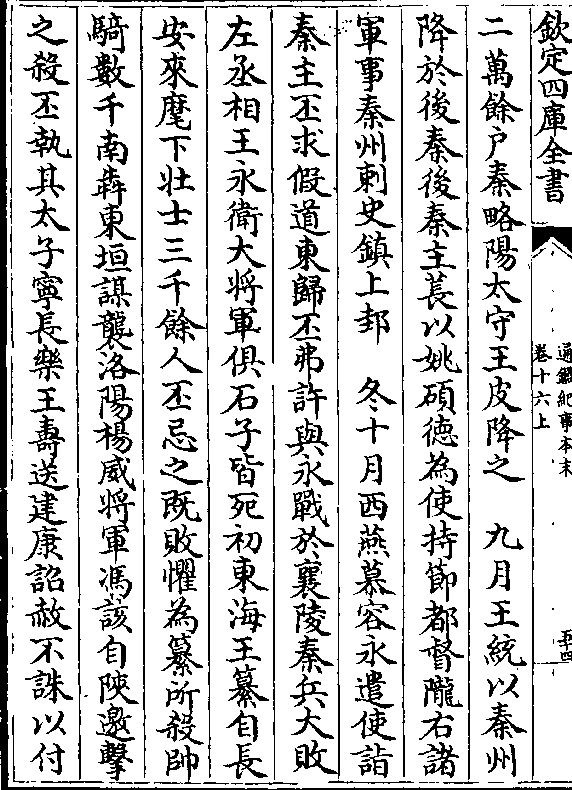 欽定四庫全書
通鑑紀事本末
卷十六上
五十四
二萬餘户秦略陽太守王皮降之　九月王統以秦州
降於後秦後秦主萇以姚碩德為使持節都督隴右諸
軍事秦州刺史鎮上邽　冬十月西燕慕容永遣使詣
秦主丕求假道東歸丕弗許與永戰於襄陵秦兵大敗
左丞相王永衛大將軍俱石子皆死初東海王纂自長
安來麾下壯士三千餘人丕忌之既敗懼為纂所殺帥
騎數千南犇東垣謀襲洛陽楊威將軍馮該自陜邀擊
之殺丕執其太子寧長樂王壽送建康詔赦不誅以付